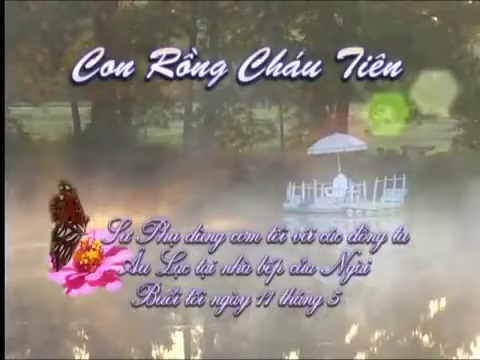 Con Rồng Cháu Tiên
Sư Phụ dùng cơm tối với các đồng tu
Âu Lạc tại nhà bếp của Ngài
Buổi tối ngày 17 tháng 5